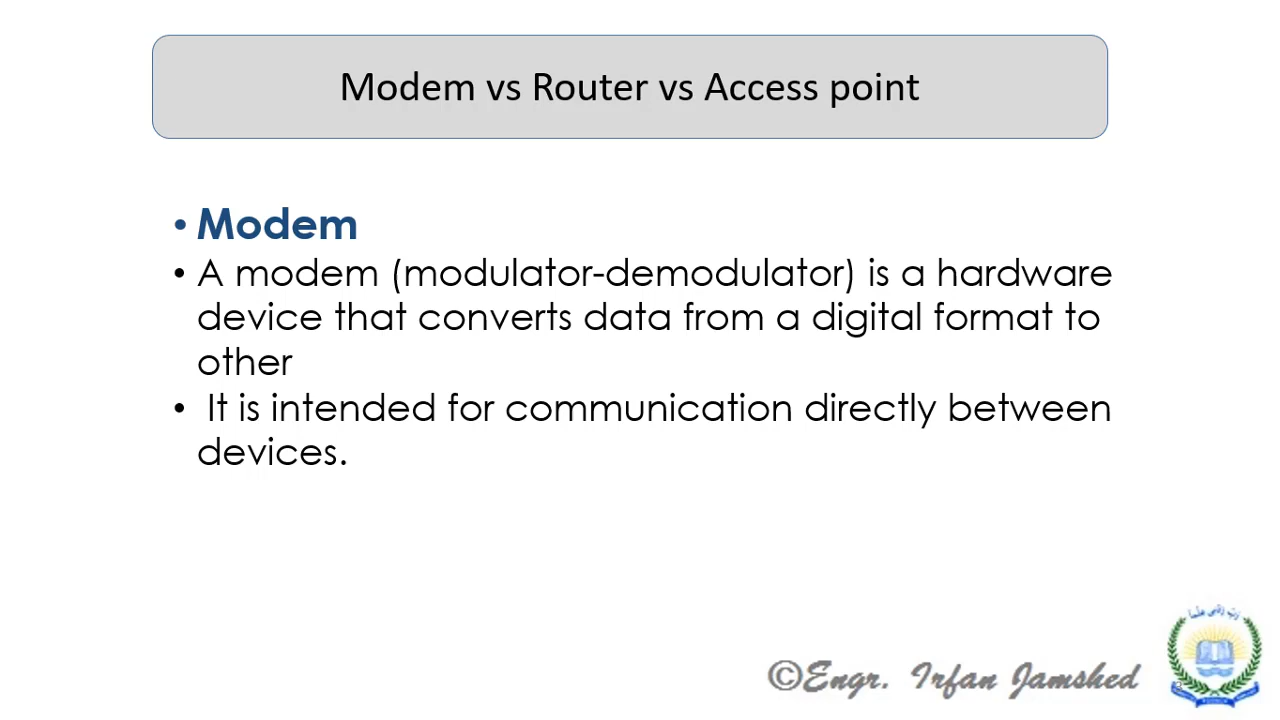 Modem vs Router vs Access point
• Modem
• A modem (modulator-demodulator) is a hardware
device that converts data from a digital format to
other
• It is intended for communication directly between
devices.
©Engr. Irfan Jamshed